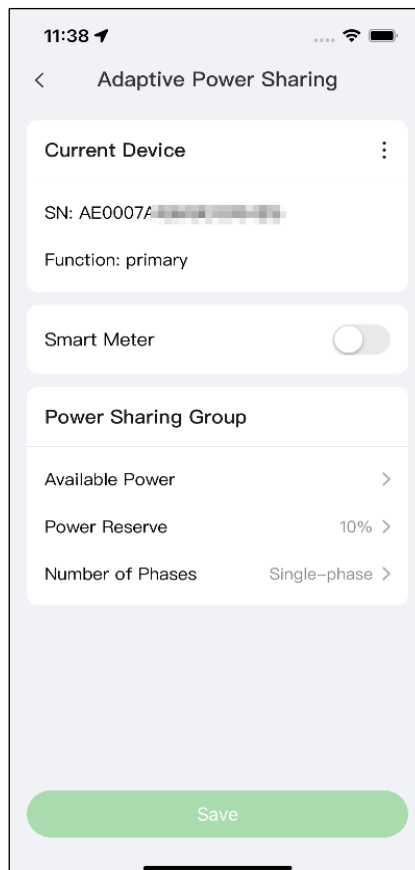 11:38
Adaptive Power Sharing
Current Device
SN: AE0007
Function: primary
Smart Meter
Power Sharing Group
Available Power
Power Reserve 10%
Number of Phases Single-phase
Save